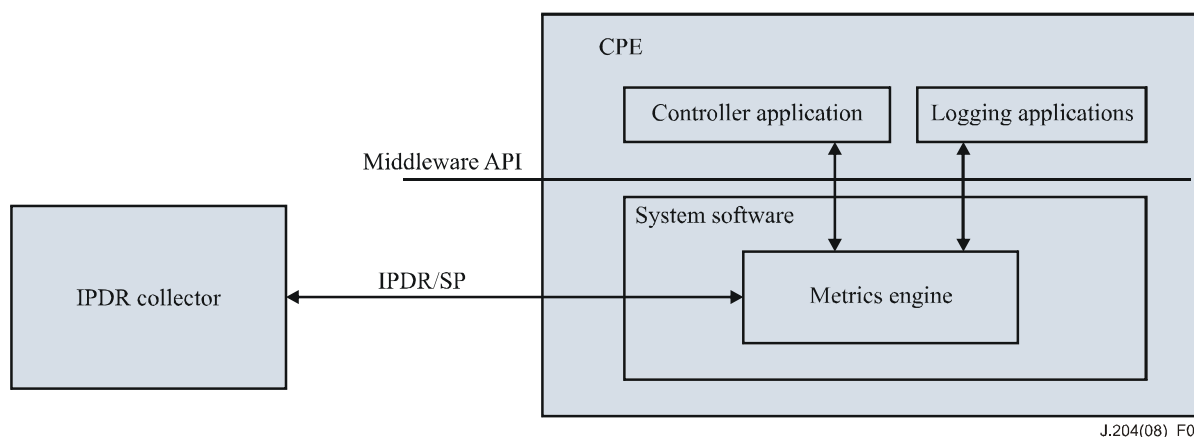 CPE
Controller application
Logging applications
Middleware API
System software
IPDR collector
IPDR/SP
Metrics engine
J.204(08)_F0